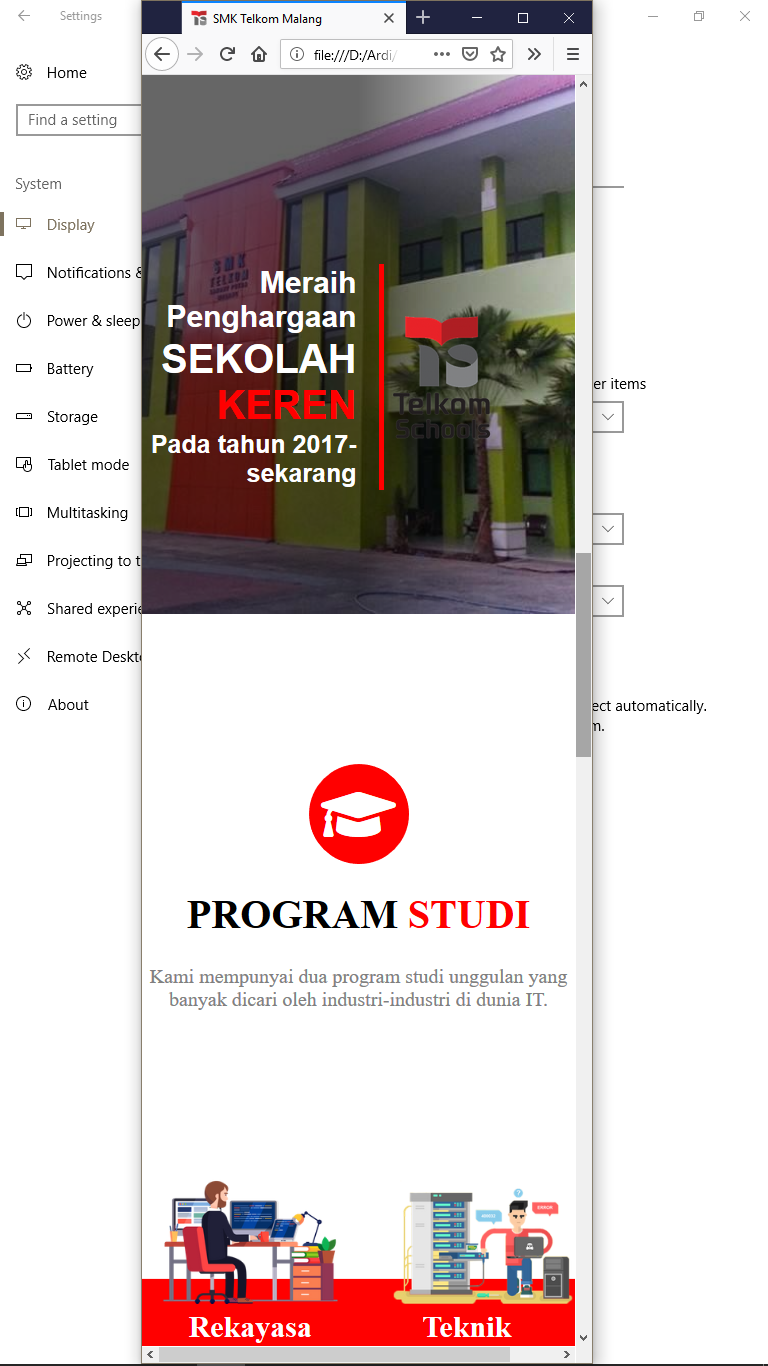 Settings
Home
Find a setting
System
Display
Notifications &
Power & sleep
Battery
Storage
Tablet mode
Multitasking
Projecting to t
Shared experie
Remote Deskto
About
SMK Telkom Malang
file:///D:/Ardi/
SMK
TELKOM
Meraih
Penghargaan
SEKOLAH
KEREN
Pada tahun 2017-
sekarang
Telkom
Schools
PROGRAM STUDI
Kami mempunyai dua program studi unggulan yang
banyak dicari oleh industri-industri di dunia IT.
?
ERROR
Rekayasa
Teknik
er items
ect automatically.
m.